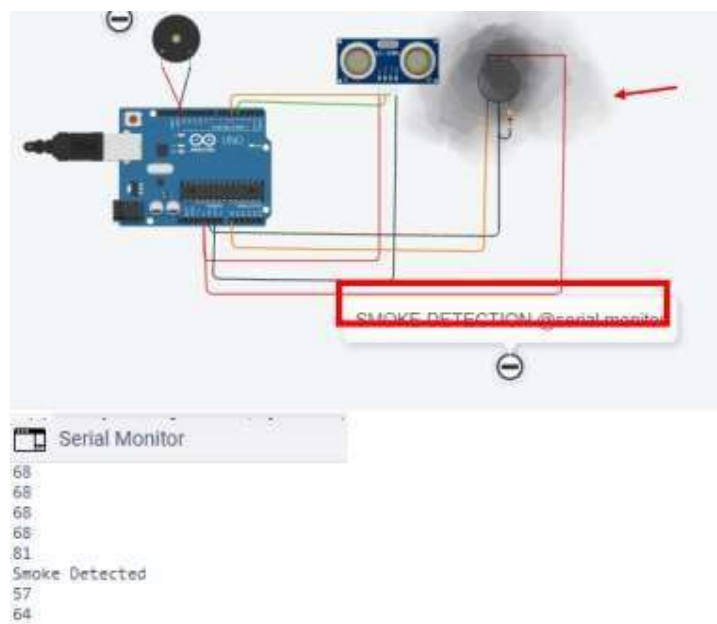 UNO
SMOKE DETECTION @serial monitor
Serial Monitor
68
68
68
68
81
Smoke Detected
57
64